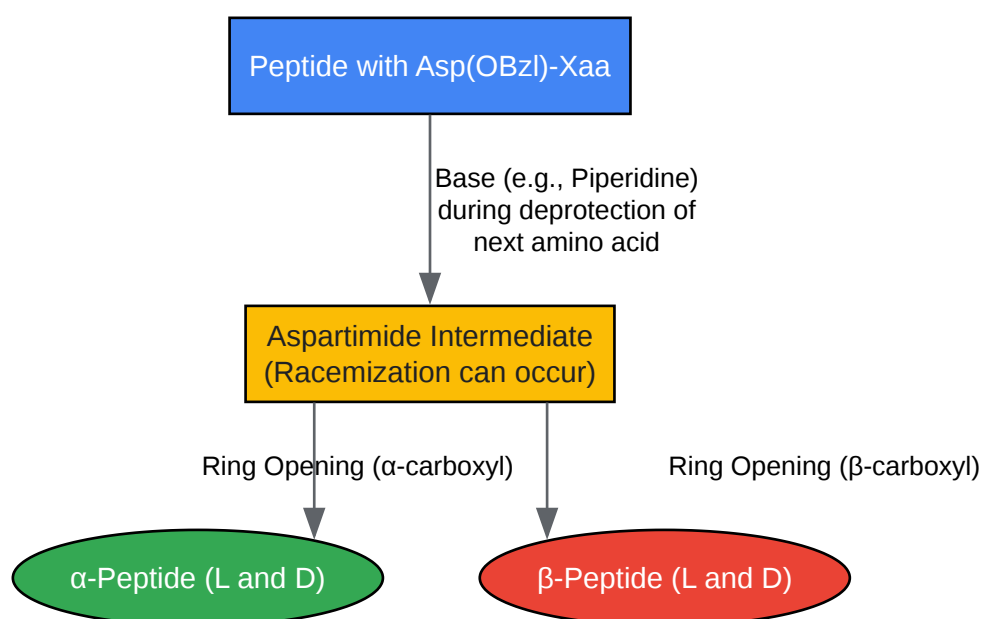 Peptide with Asp(OBzl)-Xaa
Base (e.g., Piperidine)
during deprotection of
next amino acid
Aspartimide Intermediate
(Racemization can occur)
Ring Opening (α-carboxyl)
Ring Opening (β-carboxyl)
α-Peptide (L and D)
β-Peptide (L and D)